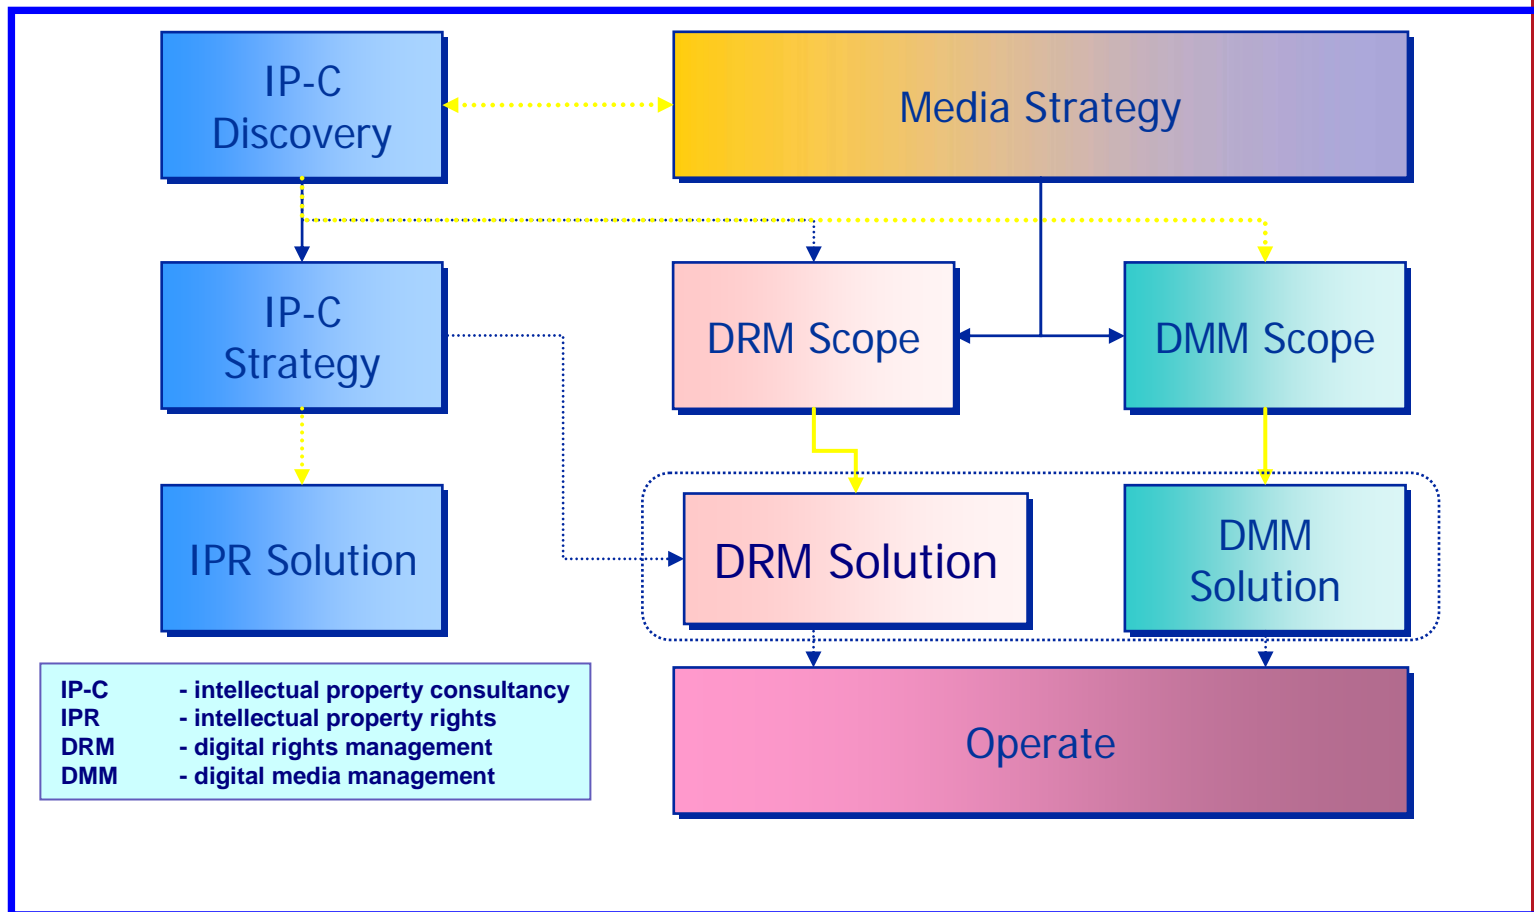 IP-C
Discovery
Media Strategy
IP-C
Strategy
DRM Scope
DMM Scope
IPR Solution
DRM Solution
DMM
Solution
IP-C - intellectual property consultancy
IPR - intellectual property rights
DRM - digital rights management
DMM - digital media management
Operate